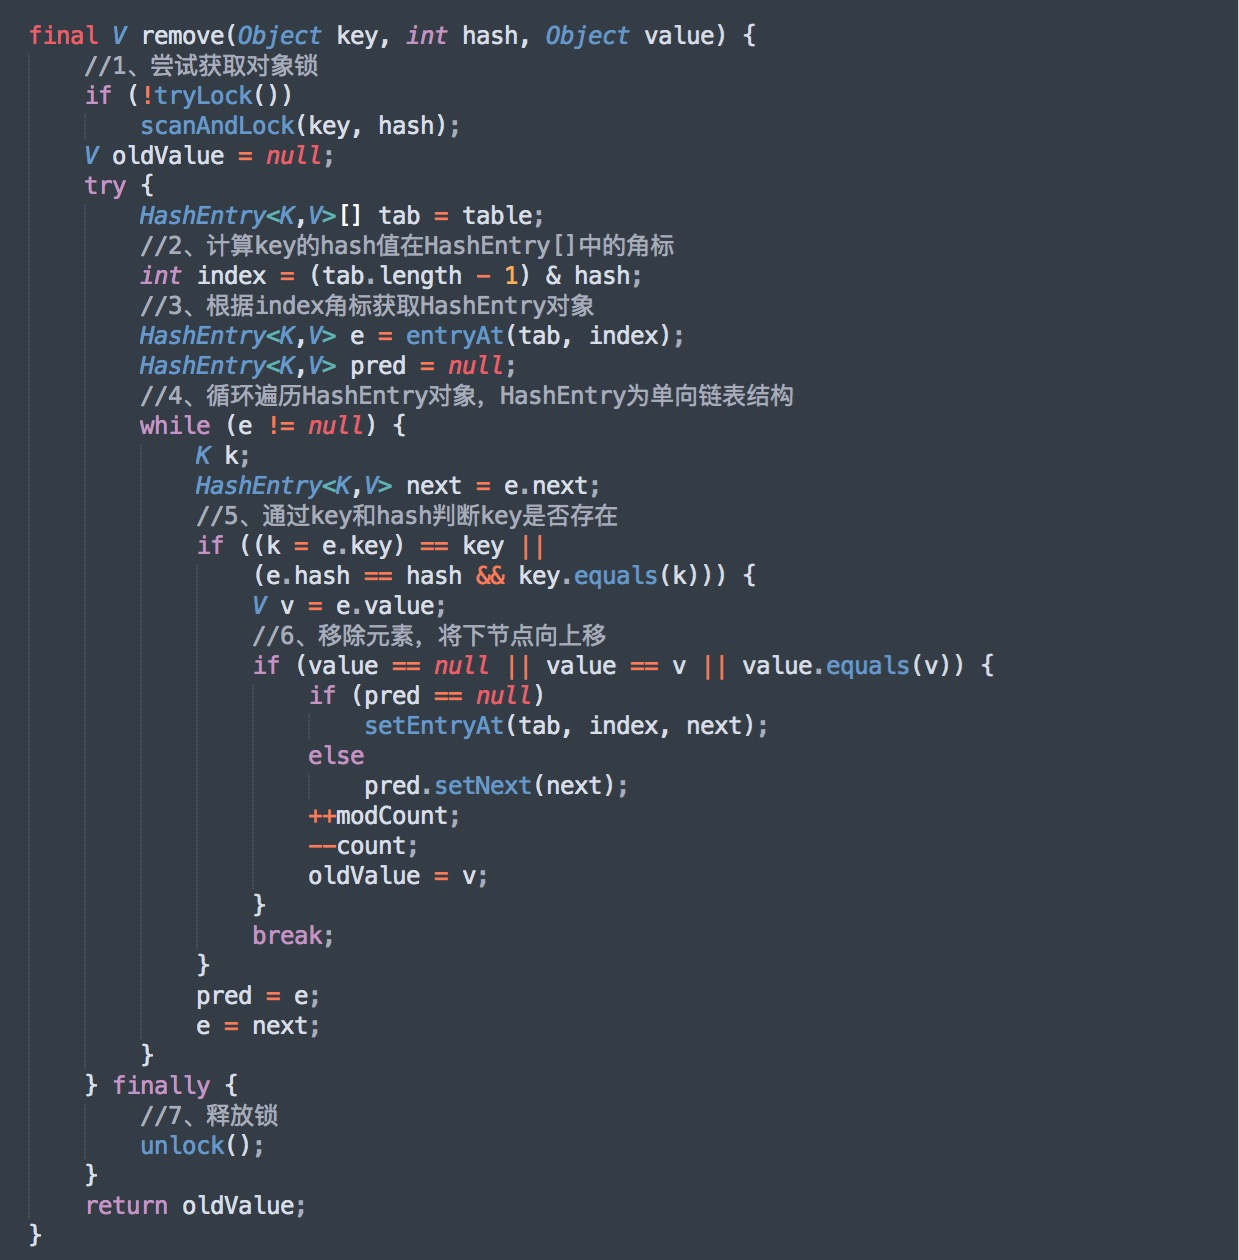 final V remove(Object key, int hash, Object value) {
//1、尝试获取对象锁
if (!tryLock())
scanAndLock(key, hash);
V oldValue = null;
try {
HashEntry<K,V>[] tab = table;
//2、计算key的hash值在HashEntry[]中的角标
int index = (tab.length - 1) & hash;
//3、根据index角标获取HashEntry对象
HashEntry<K,V> e = entryAt(tab, index);
HashEntry<K,V> pred = null;
//4、循环遍历HashEntry对象，HashEntry为单向链表结构
while (e != null) {
K k;
HashEntry<K,V> next = e.next;
//5、通过key和hash判断key是否存在
if ((k = e.key) == key ||
(e.hash == hash && key.equals(k))) {
V v = e.value;
//6、移除元素，将下节点向上移
if (value == null || value == v || value.equals(v)) {
if (pred == null)
setEntryAt(tab, index, next);
else
pred.setNext(next);
++modCount;
--count;
oldValue = v;
}
break;
}
pred = e;
e = next;
}
} finally {
//7、释放锁
unlock();
}
return oldValue;
}